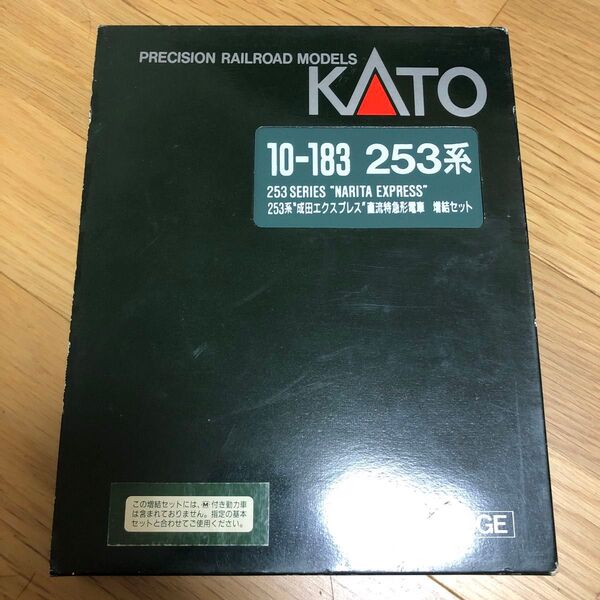 PRECISION RAILROAD MODELS
KATO
10-183 253系
253 SERIES "NARITA EXPRESS"
253系"成田エクスプレス"直流特急形電車 増結セット
この増結セットには、M付き動力車
は含まれておりません。指定の基本
セットと合わせてご使用ください。
GE